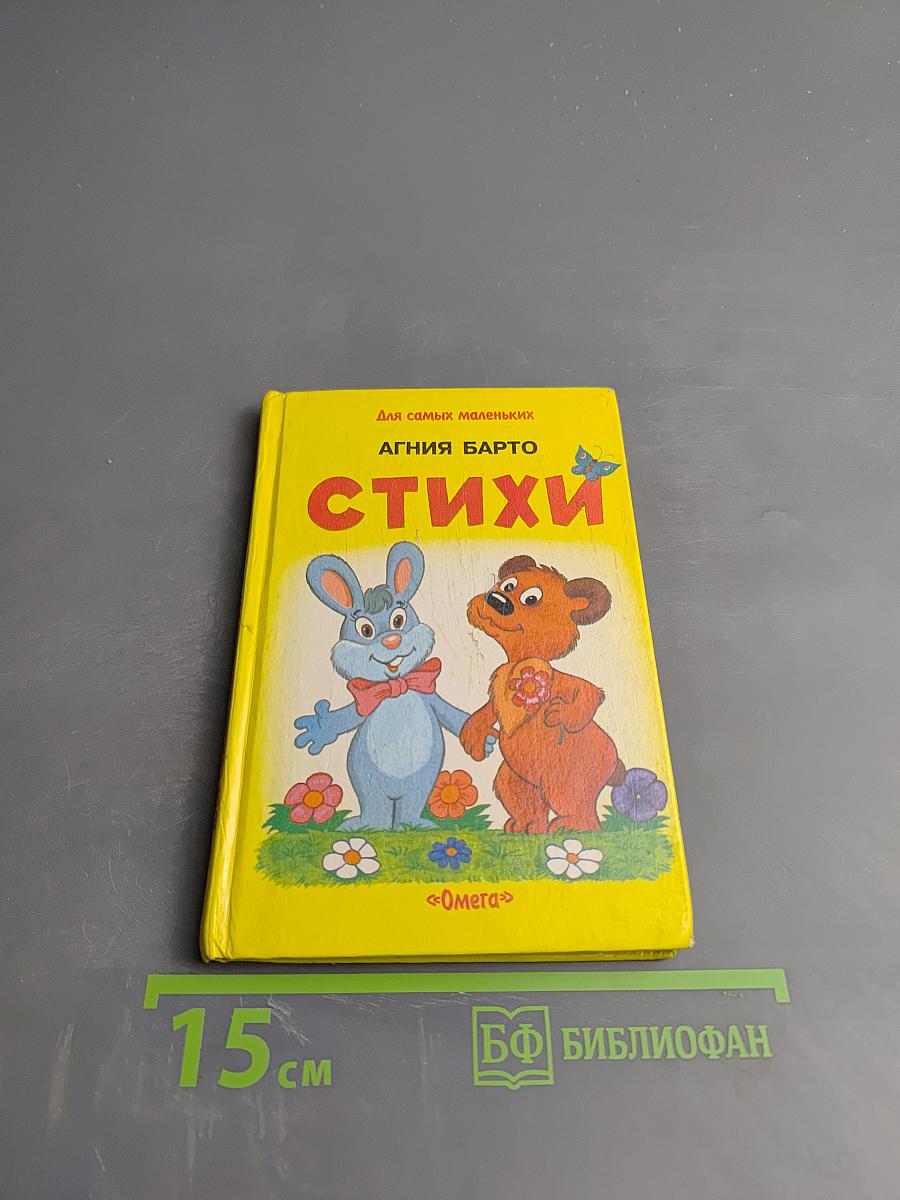 Для самых маленьких
АГНИЯ БАРТО
СТИХИ
«Омега»
15 см
БФ БИБЛИОФАН